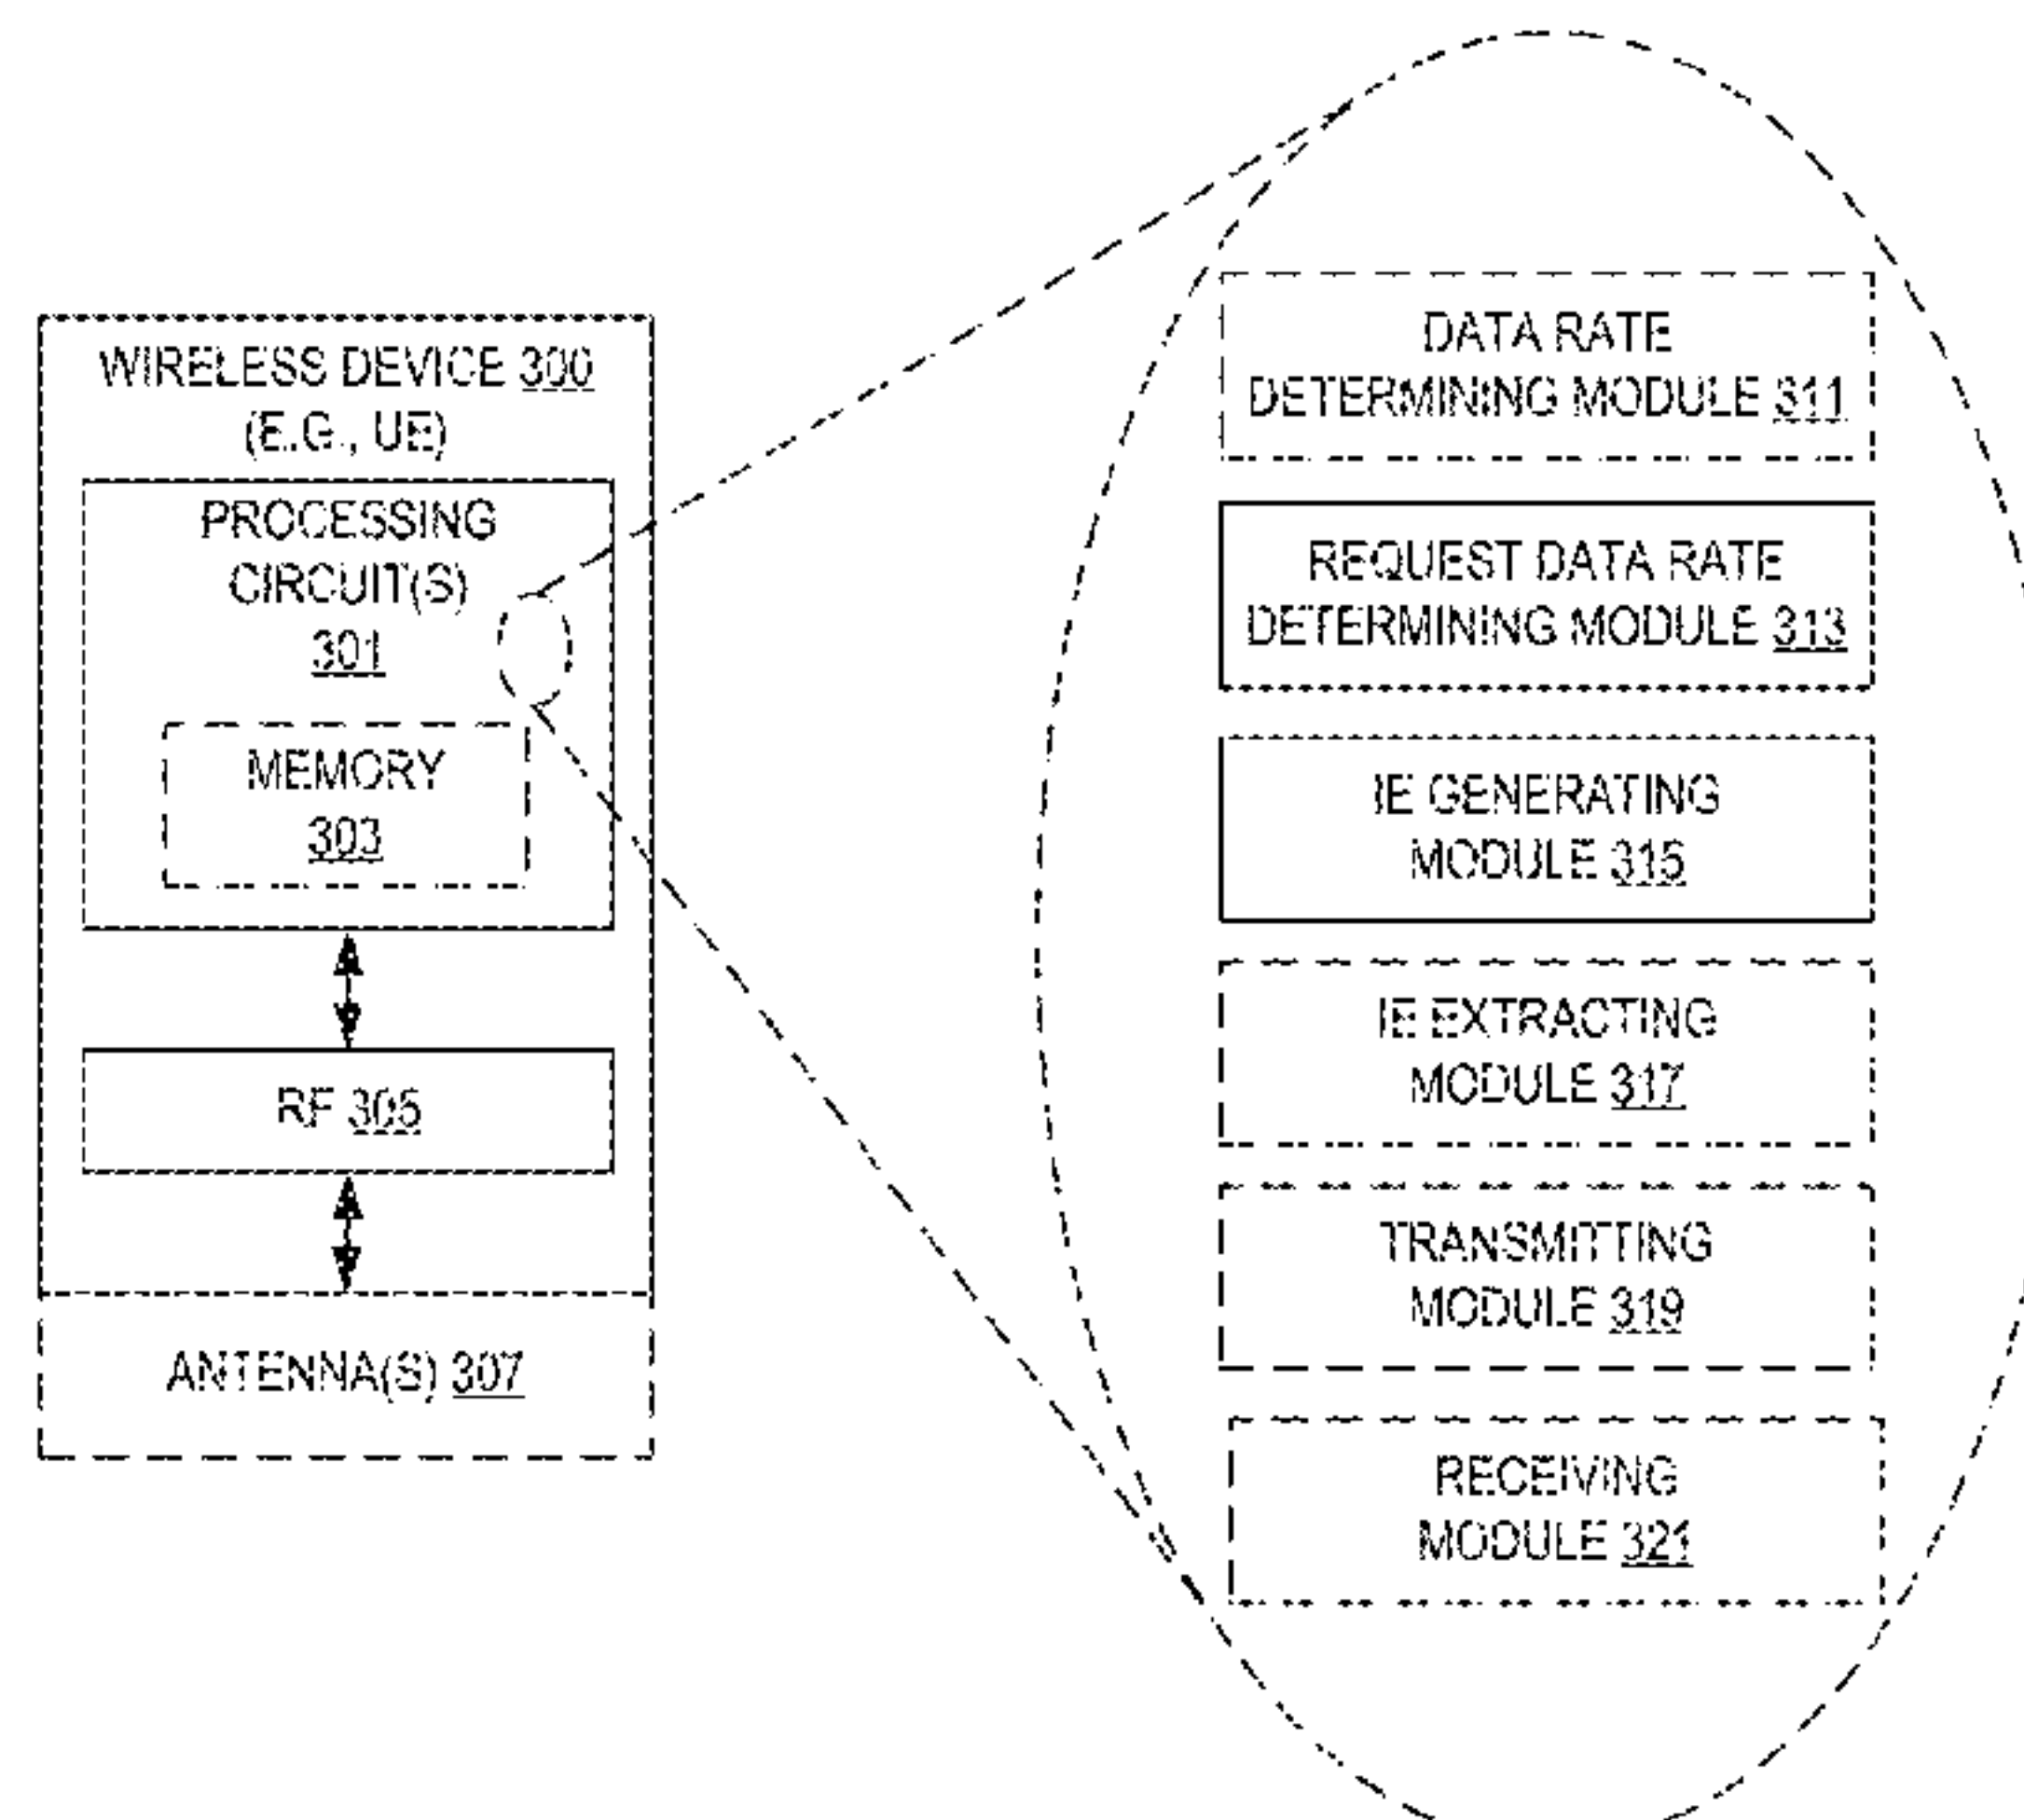 WIRELESS DEVICE 300
(E.G., UE)
PROCESSING
CIRCUIT(S)
301
MEMORY
303
RF 305
ANTENNA(S) 307
DATA RATE
DETERMINING MODULE 311
REQUEST DATA RATE
DETERMINING MODULE 313
IE GENERATING
MODULE 315
IE EXTRACTING
MODULE 317
TRANSMITTING
MODULE 319
RECEIVING
MODULE 321